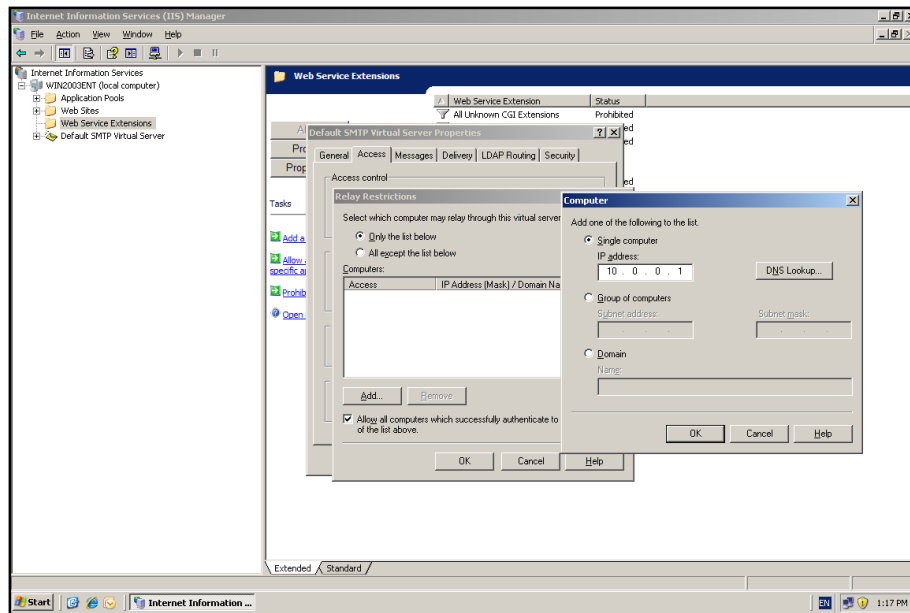 Internet Information Services (IIS) Manager
File Action View Window Help
Internet Information Services
WIN2003ENT (local computer)
Application Pools
Web Sites
Web Service Extensions
Default SMTP Virtual Server
Web Service Extensions
Web Service Extension Status
All Unknown CGI Extensions Prohibited
Tasks
Add a
Allow
specific
Prohib
Open
Default SMTP Virtual Server Properties
General Access Messages Delivery LDAP Routing Security
Access control
Relay Restrictions
Select which computer may relay through this virtual server
Only the list below
All except the list below
Computers:
Access IP Address (Mask) / Domain Na
Add... Remove
Allow all computers which successfully authenticate to
of the list above.
OK Cancel Help
Computer
Add one of the following to the list.
Single computer
IP address:
10 . 0 . 0 . 1
DNS Lookup...
Group of computers
Subnet address: Subnet mask:
Domain
Name:
OK Cancel Help
Extended Standard
Start Internet Information ... EN 1:17 PM